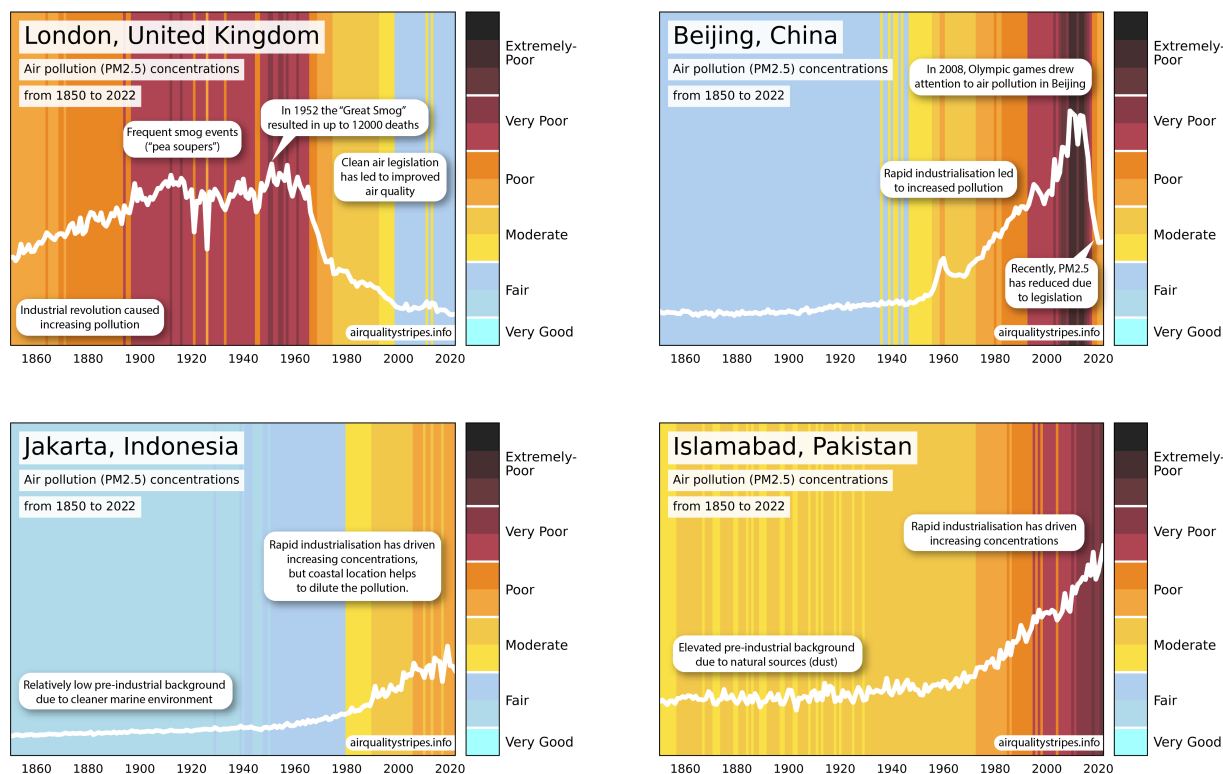 London, United Kingdom
Air pollution (PM2.5) concentrations
from 1850 to 2022
In 1952 the “Great Smog”
resulted in up to 12000 deaths
Frequent smog events
(“pea soupers”)
Clean air legislation
has led to improved
air quality
Industrial revolution caused
increasing pollution
airqualitystripes.info
1860 1880 1900 1920 1940 1960 1980 2000 2020
Extremely-
Poor
Very Poor
Poor
Moderate
Fair
Very Good
Beijing, China
Air pollution (PM2.5) concentrations
from 1850 to 2022
In 2008, Olympic games drew
attention to air pollution in Beijing
Rapid industrialisation led
to increased pollution
Recently, PM2.5
has reduced due
to legislation
airqualitystripes.info
1860 1880 1900 1920 1940 1960 1980 2000 2020
Extremely-
Poor
Very Poor
Poor
Moderate
Fair
Very Good
Jakarta, Indonesia
Air pollution (PM2.5) concentrations
from 1850 to 2022
Rapid industrialisation has driven
increasing concentrations,
but coastal location helps
to dilute the pollution.
Relatively low pre-industrial background
due to cleaner marine environment
airqualitystripes.info
1860 1880 1900 1920 1940 1960 1980 2000 2020
Extremely-
Poor
Very Poor
Poor
Moderate
Fair
Very Good
Islamabad, Pakistan
Air pollution (PM2.5) concentrations
from 1850 to 2022
Rapid industrialisation has driven
increasing concentrations
Elevated pre-industrial background
due to natural sources (dust)
airqualitystripes.info
1860 1880 1900 1920 1940 1960 1980 2000 2020
Extremely-
Poor
Very Poor
Poor
Moderate
Fair
Very Good